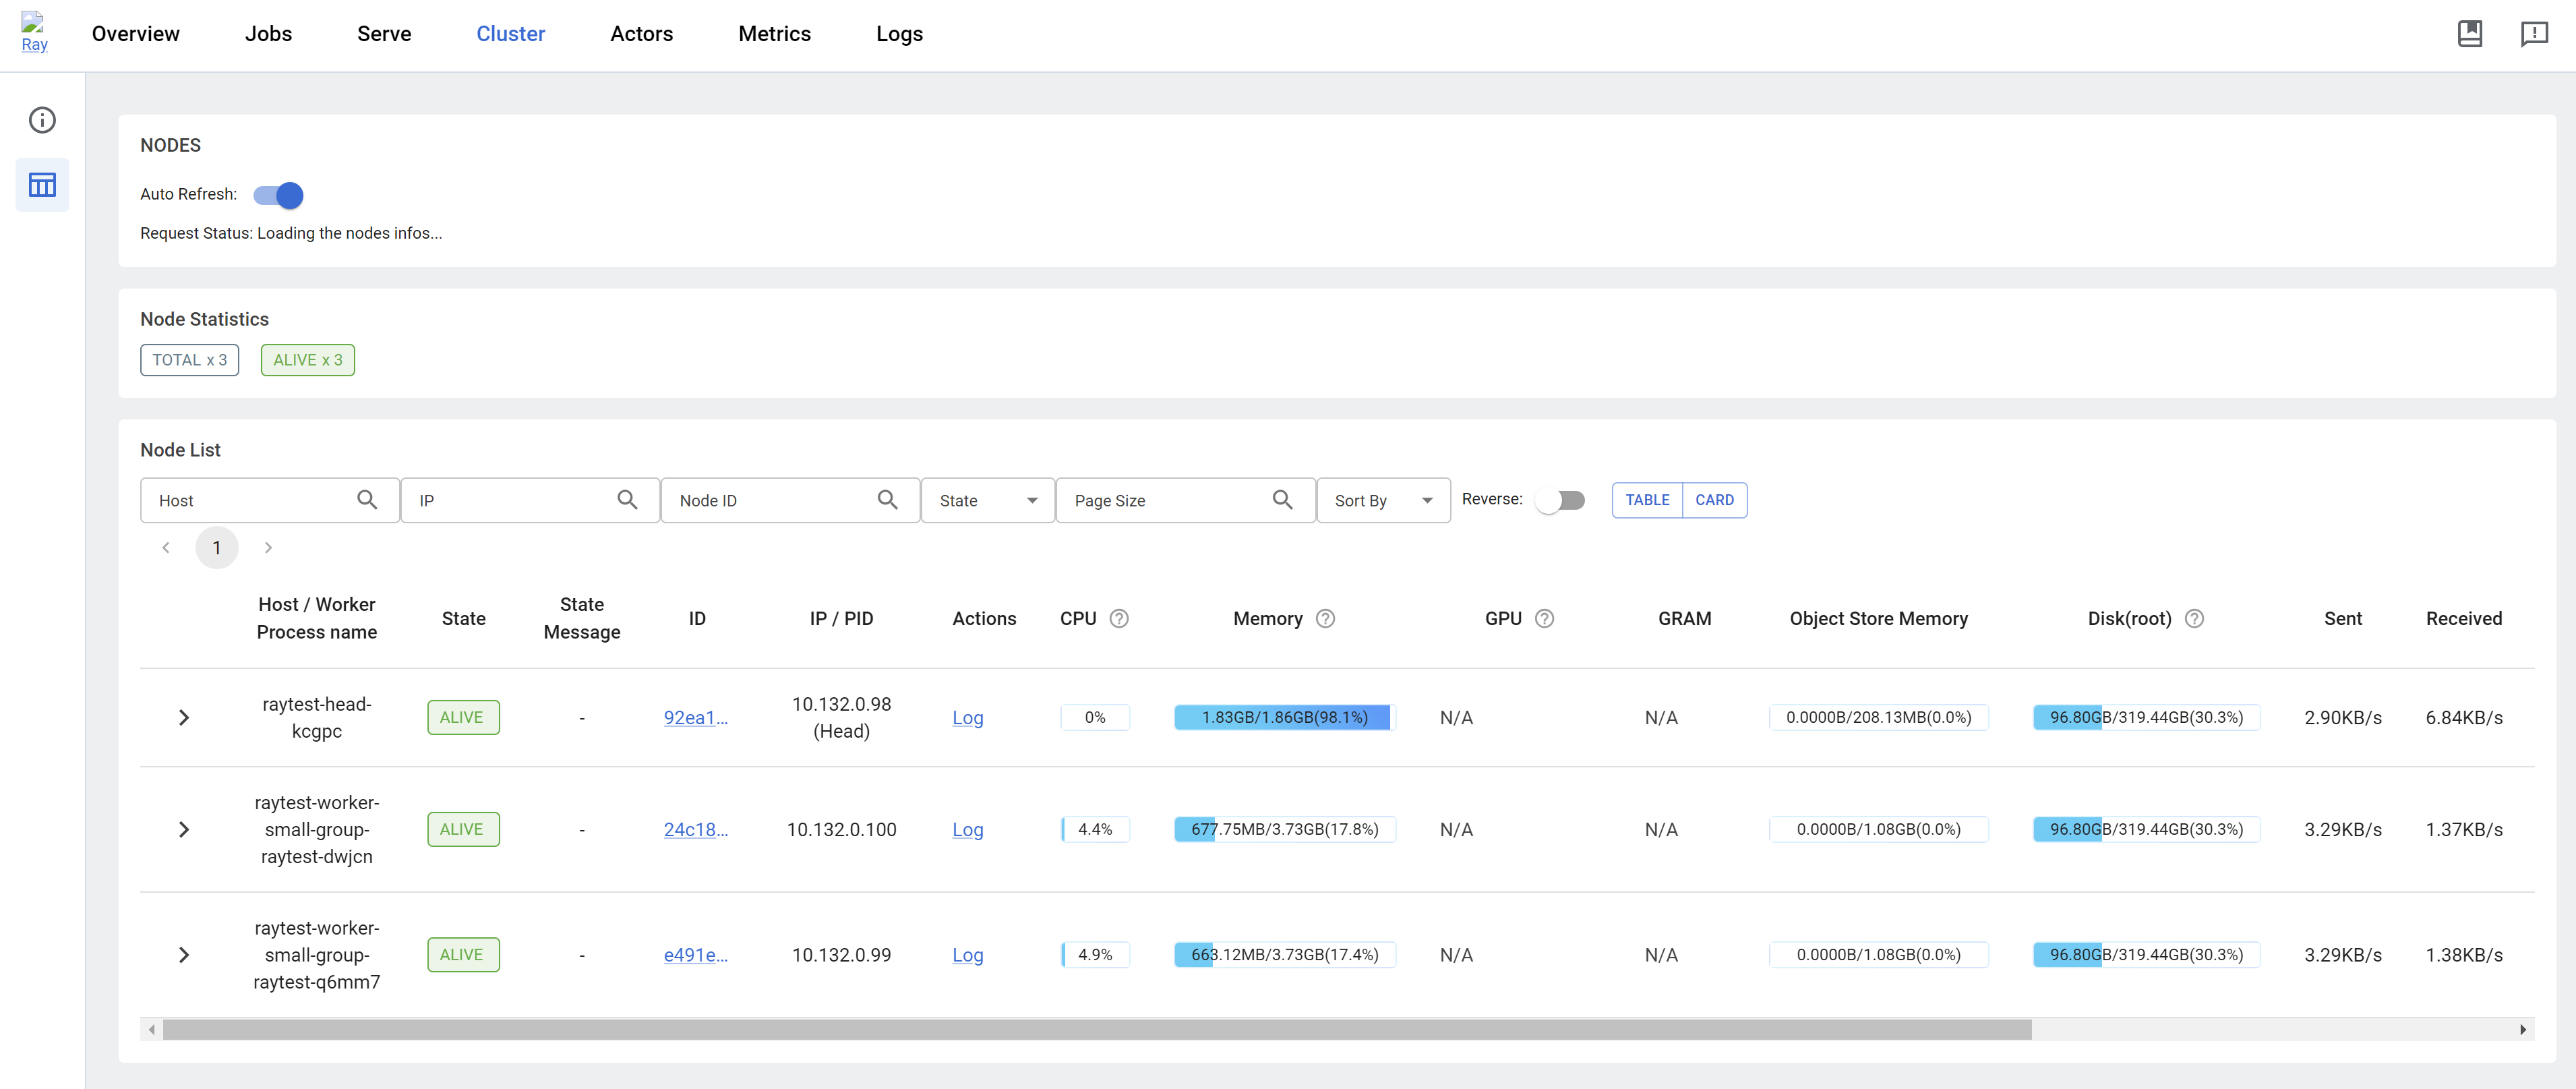 Ray Overview Jobs Serve Cluster Actors Metrics Logs
NODES
Auto Refresh:
Request Status: Loading the nodes infos...
Node Statistics
TOTAL x 3 ALIVE x 3
Node List
Host IP Node ID State Page Size Sort By Reverse: TABLE CARD
1
Host / Worker Process name State State Message ID IP / PID Actions CPU Memory GPU GRAM Object Store Memory Disk(root) Sent Received
raytest-head-
kcgpc
ALIVE - 92ea1... 10.132.0.98
(Head)
Log 0% 1.83GB/1.86GB(98.1%) N/A N/A 0.0000B/208.13MB(0.0%) 96.80GB/319.44GB(30.3%) 2.90KB/s 6.84KB/s
raytest-worker-
small-group-
raytest-dwjcn
ALIVE - 24c18... 10.132.0.100 Log 4.4% 677.75MB/3.73GB(17.8%) N/A N/A 0.0000B/1.08GB(0.0%) 96.80GB/319.44GB(30.3%) 3.29KB/s 1.37KB/s
raytest-worker-
small-group-
raytest-q6mm7
ALIVE - e491e... 10.132.0.99 Log 4.9% 663.12MB/3.73GB(17.4%) N/A N/A 0.0000B/1.08GB(0.0%) 96.80GB/319.44GB(30.3%) 3.29KB/s 1.38KB/s